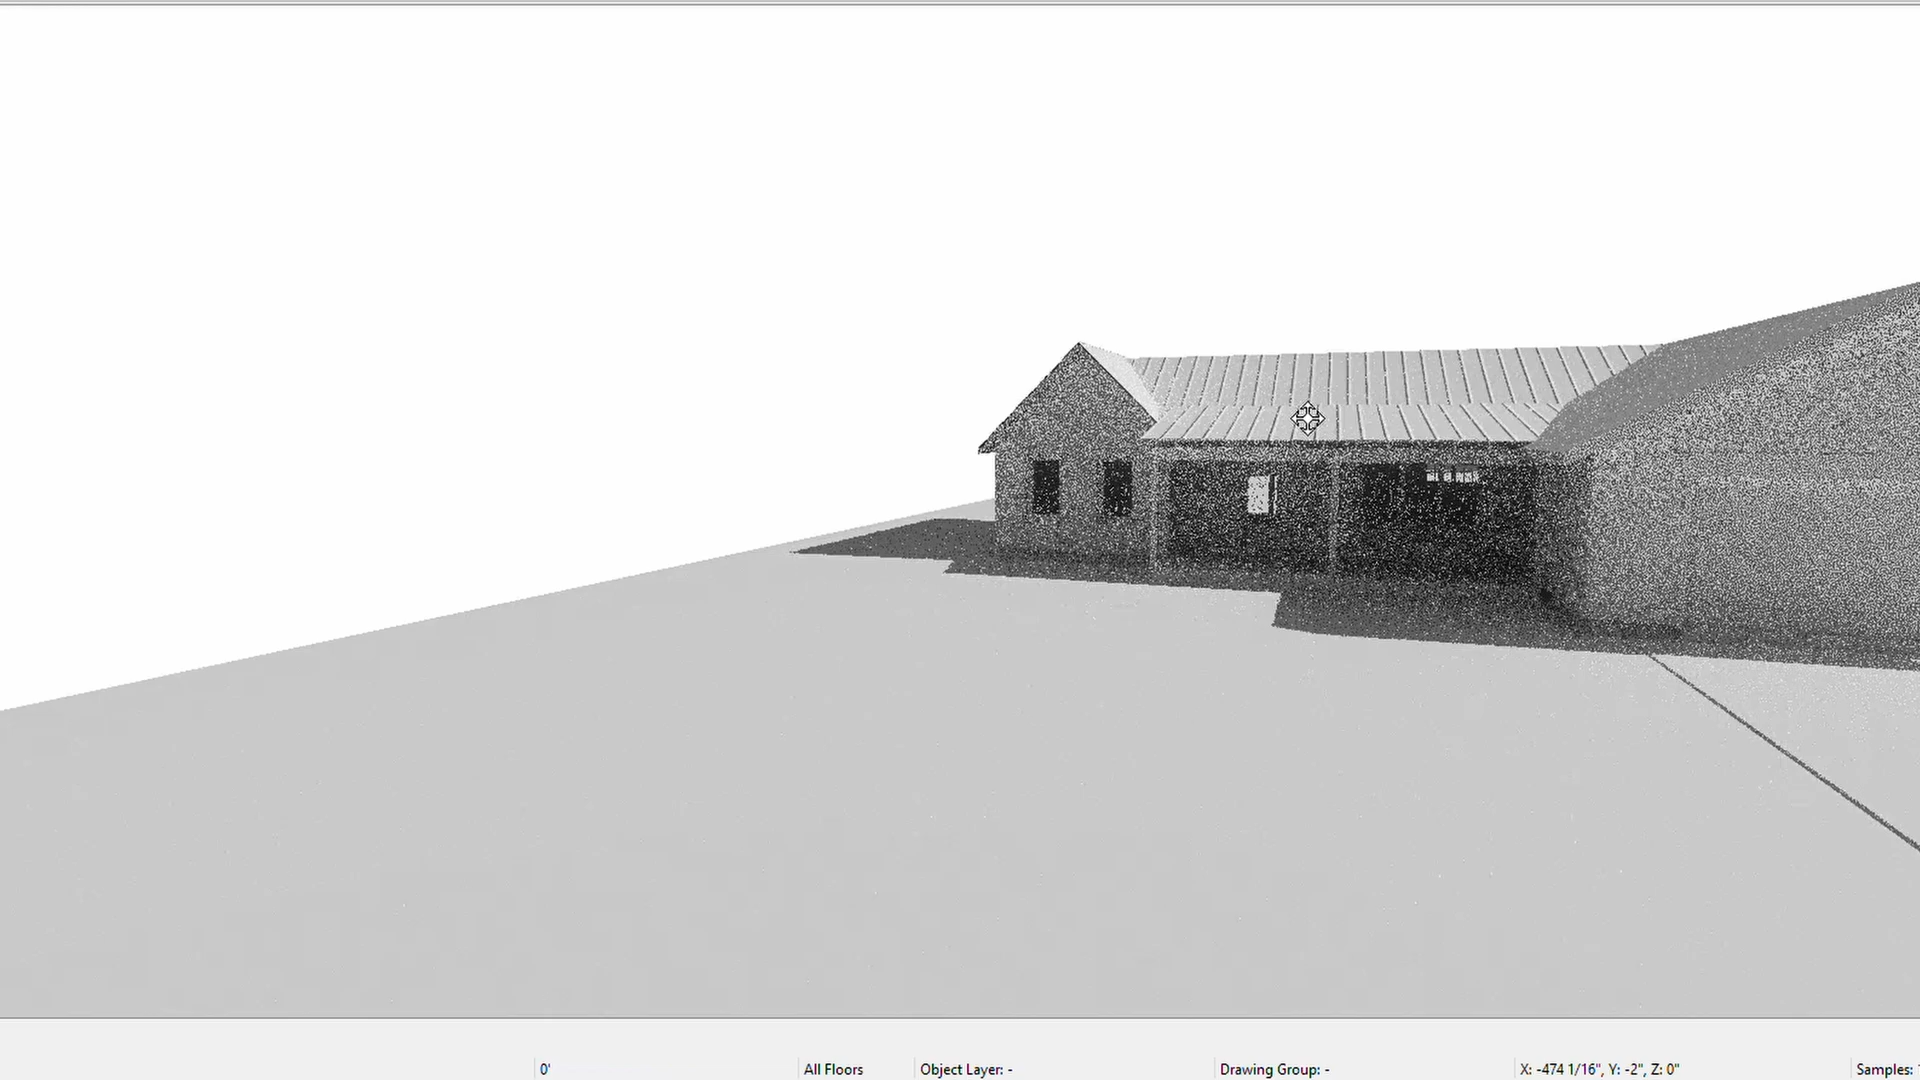 0' All Floors Object Layer: - Drawing Group: - X: -474 1/16", Y: -2", Z: 0" Samples: